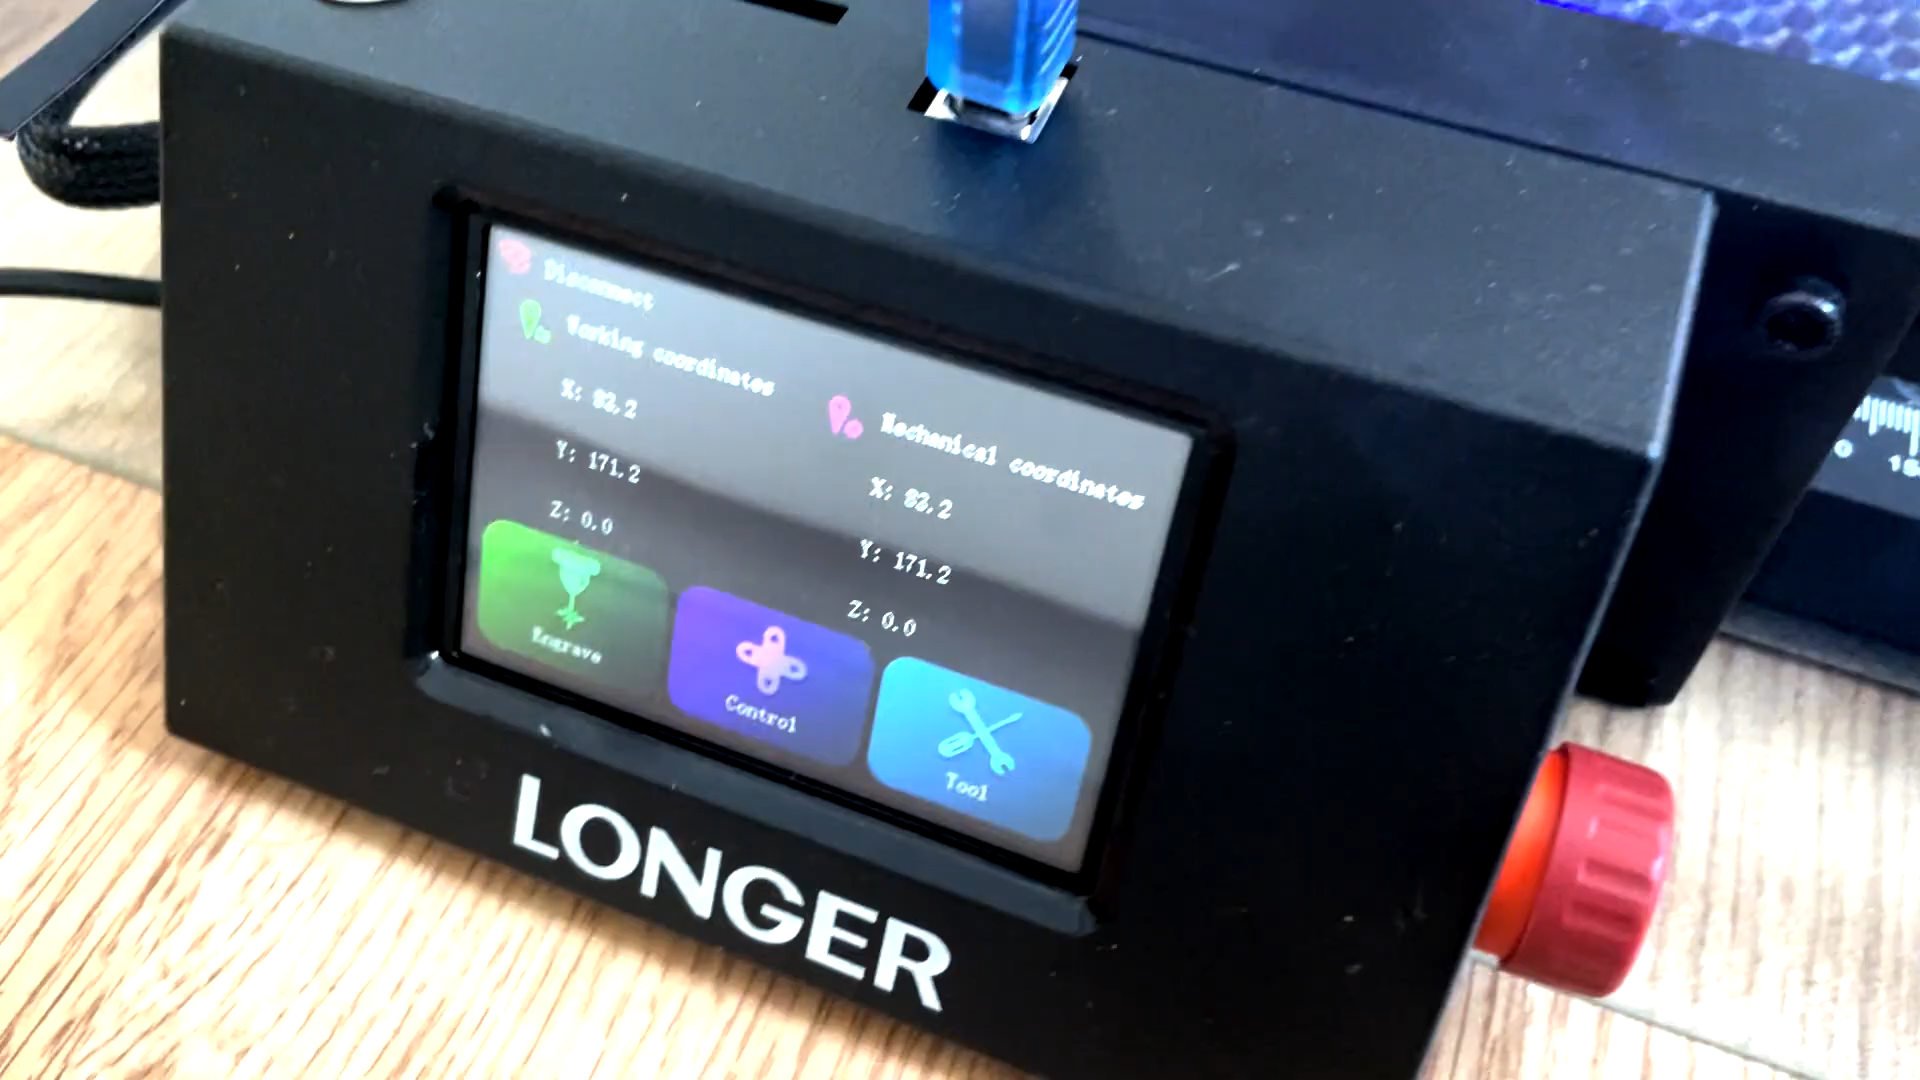 Disconnect
Working coordinates
X: 82.2
Y: 171.2
Z: 0.0
Mechanical coordinates
X: 82.2
Y: 171.2
Z: 0.0
Engrave
Control
Tool
LONGER